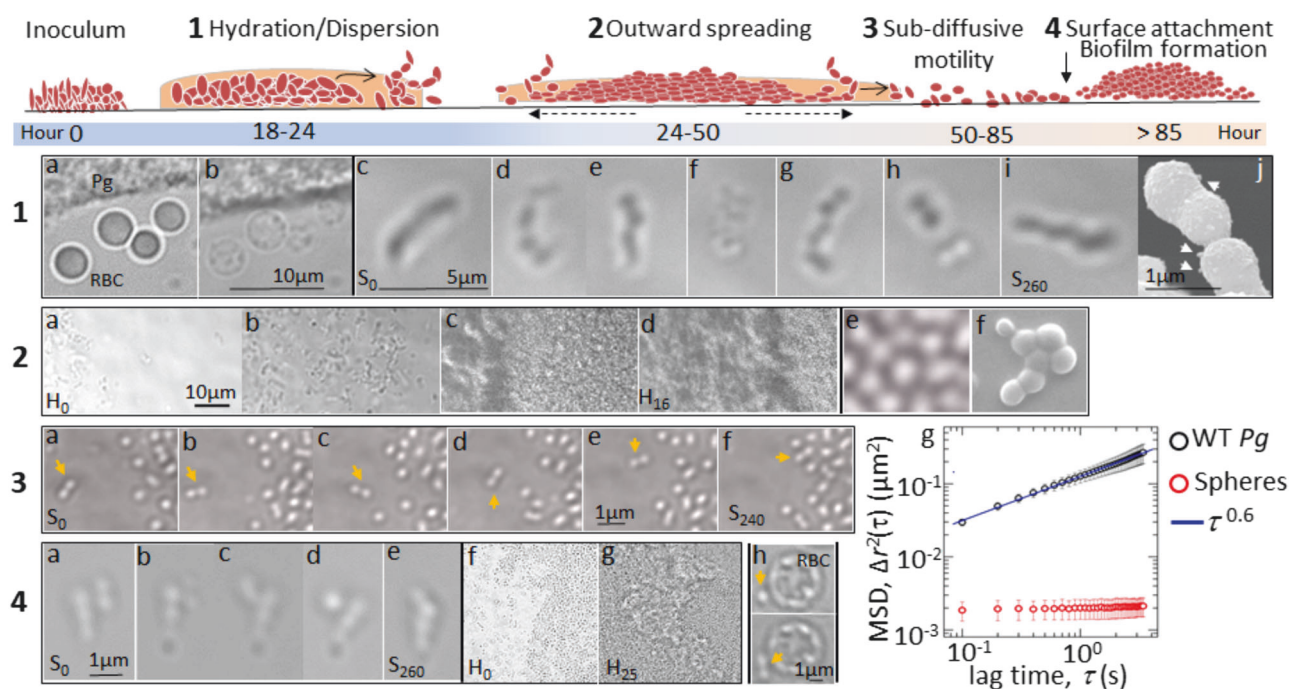 Inoculum
1 Hydration/Dispersion
2 Outward spreading
3 Sub-diffusive
motility
4 Surface attachment
Biofilm formation
Hour 0
18-24
24-50
50-85
> 85
Hour
1
a
Pg
RBC
b
10µm
c
S0
5µm
d
e
f
g
h
i
S260
j
1µm
2
a
H0
10µm
b
c
d
H16
e
f
3
a
S0
b
c
d
e
1µm
f
S240
4
a
S0
1µm
b
c
d
e
S260
f
H0
g
H25
h
RBC
1µm
g
MSD, Δr²(τ) (µm²)
10⁻¹
10⁻²
10⁻³
10⁻¹
10⁰
lag time, τ (s)
WT Pg
Spheres
τ^0.6